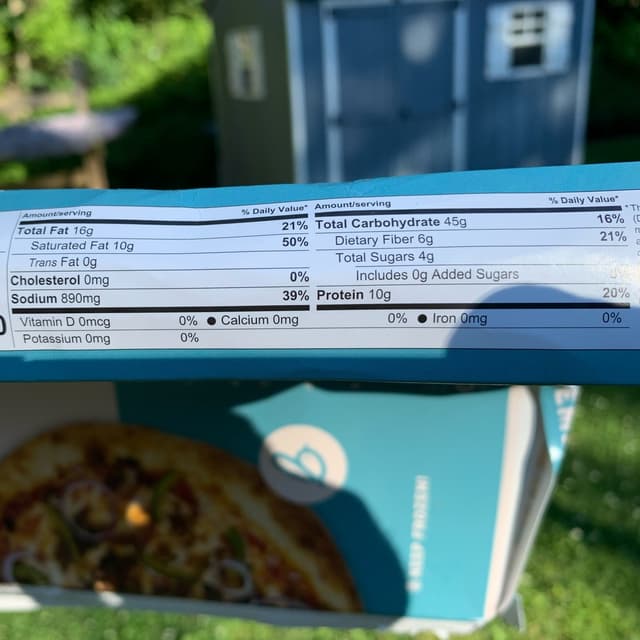 Amount/serving % Daily Value*
Total Fat 16g 21%
Saturated Fat 10g 50%
Trans Fat 0g
Cholesterol 0mg 0%
Sodium 890mg 39%
Amount/serving % Daily Value*
Total Carbohydrate 45g 16%
Dietary Fiber 6g 21%
Total Sugars 4g
Includes 0g Added Sugars
Protein 10g 20%
Vitamin D 0mcg 0% ● Calcium 0mg 0% ● Iron 0mg 0%
Potassium 0mg 0%
KEEP FROZEN!